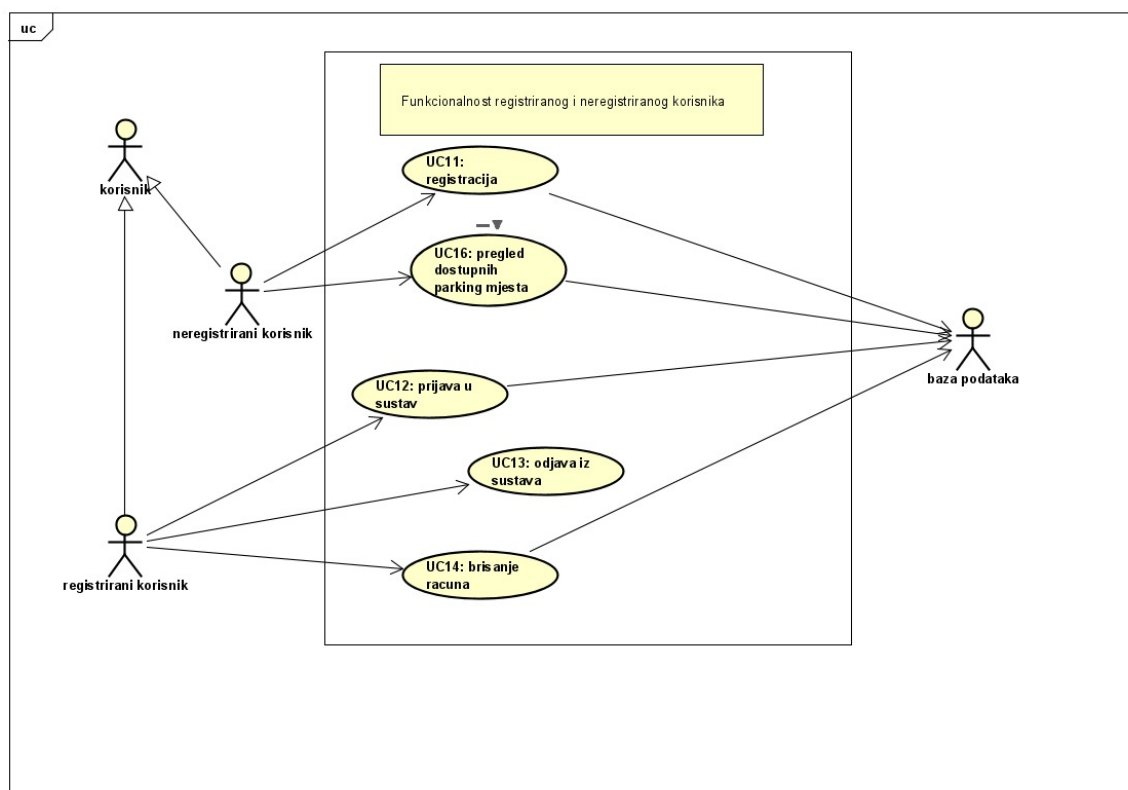 uc
Funkcionalnost registriranog i neregistriranog korisnika
korisnik
UC11:
registracija
UC16: pregled
dostupnih
parking mjesta
neregistrirani korisnik
baza podataka
UC12: prijava u
sustav
UC13: odjava iz
sustava
registrirani korisnik
UC14: brisanje
racuna